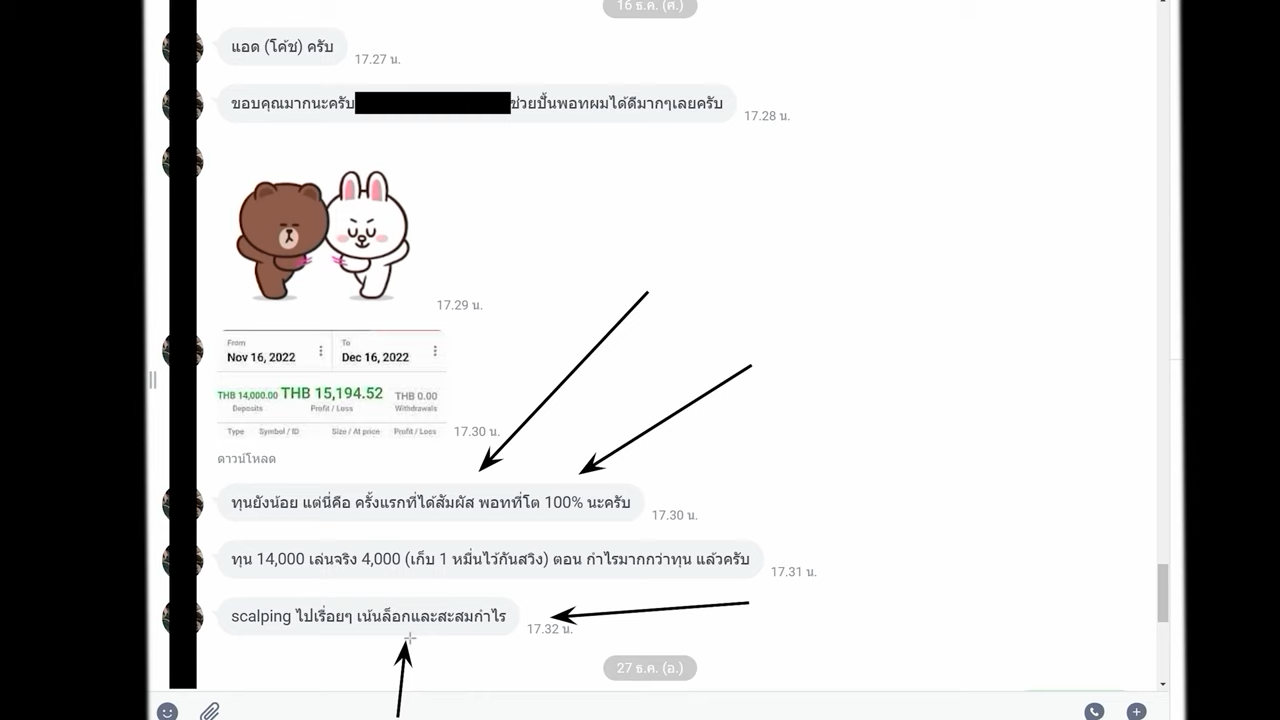 16 ธ.ค. (ศ.)
แอด (โค้ช) ครับ
17.27 น.
ขอบคุณมากนะครับ ช่วยปั้นพอทผมได้ดีมากๆเลยครับ
17.28 น.
17.29 น.
From
To
Nov 16, 2022
Dec 16, 2022
THB 14,000.00 THB 15,194.52 THB 0.00
Deposits Profit / Loss Withdrawals
Type Symbol / ID Size / At price Profit / Loss
17.30 น.
ดาวน์โหลด
ทุนยังน้อย แต่นี่คือ ครั้งแรกที่ได้สัมผัส พอทที่โต 100% นะครับ
17.30 น.
ทุน 14,000 เล่นจริง 4,000 (เก็บ 1 หมื่นไว้กันสวิง) ตอน กำไรมากกว่าทุน แล้วครับ
17.31 น.
scalping ไปเรื่อยๆ เน้นล็อกและสะสมกำไร
17.32 น.
27 ธ.ค. (อ.)